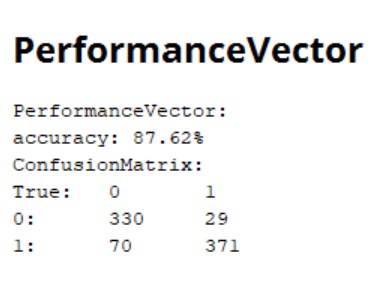 PerformanceVector
PerformanceVector:
accuracy: 87.62%
ConfusionMatrix:
True: 0 1
0: 330 29
1: 70 371